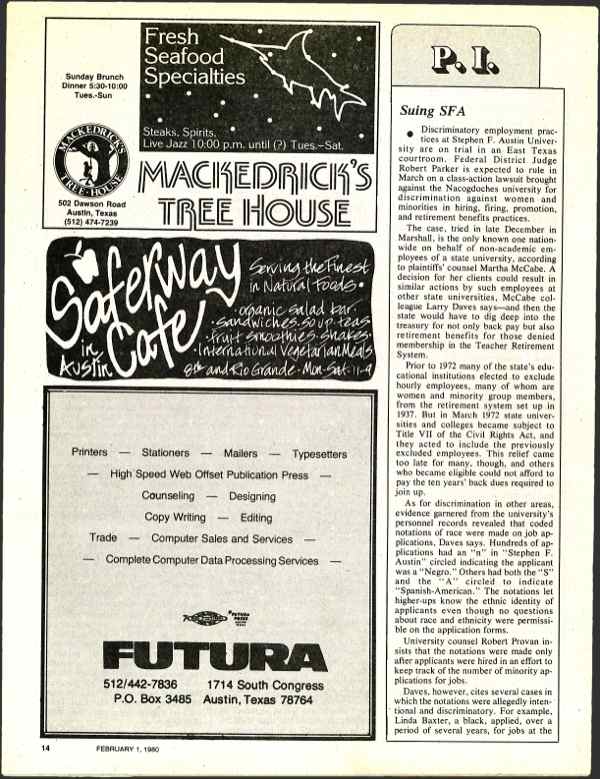 Sunday Brunch
Dinner 5:30-10:00
Tues.-Sun
MACKEDRICK'S
TREE-HOUSE
502 Dawson Road
Austin, Texas
(512) 474-7239
Fresh
Seafood
Specialties
Steaks, Spirits,
Live Jazz 10:00 p.m. until (?) Tues.–Sat.
MACKEDRICK'S
TREE HOUSE
Saferway
Cafe
in
Austin
Serving the Finest
in Natural Foods •
• organic salad bar •
• sandwiches • soup • teas
• fruit smoothies • shakes •
• International Vegetarian Meals
8th and Rio Grande • Mon-Sat • 11-9
Printers — Stationers — Mailers — Typesetters
— High Speed Web Offset Publication Press —
Counseling — Designing
Copy Writing — Editing
Trade — Computer Sales and Services —
— Complete Computer Data Processing Services —
FUTURA
512/442-7836 1714 South Congress
P.O. Box 3485 Austin, Texas 78764
14 FEBRUARY 1, 1980
P. I.
Suing SFA
• Discriminatory employment prac-
tices at Stephen F. Austin Univer-
sity are on trial in an East Texas
courtroom. Federal District Judge
Robert Parker is expected to rule in
March on a class-action lawsuit brought
against the Nacogdoches university for
discrimination against women and
minorities in hiring, firing, promotion,
and retirement benefits practices.
The case, tried in late December in
Marshall, is the only known one nation-
wide on behalf of non-academic em-
ployees of a state university, according
to plaintiffs' counsel Martha McCabe. A
decision for her clients could result in
similar actions by such employees at
other state universities, McCabe col-
league Larry Daves says—and then the
state would have to dig deep into the
treasury for not only back pay but also
retirement benefits for those denied
membership in the Teacher Retirement
System.
Prior to 1972 many of the state's edu-
cational institutions elected to exclude
hourly employees, many of whom are
women and minority group members,
from the retirement system set up in
1937. But in March 1972 state univer-
sities and colleges became subject to
Title VII of the Civil Rights Act, and
they acted to include the previously
excluded employees. This relief came
too late for many, though, and others
who became eligible could not afford to
pay the ten years' back dues required to
join up.
As for discrimination in other areas,
evidence garnered from the university's
personnel records revealed that coded
notations of race were made on job ap-
plications, Daves says. Hundreds of ap-
plications had an "n" in "Stephen F.
Austin" circled indicating the applicant
was a "Negro." Others had both the "S"
and the "A" circled to indicate
"Spanish-American." The notations let
higher-ups know the ethnic identity of
applicants even though no questions
about race and ethnicity were permissi-
ble on the application forms.
University counsel Robert Provan in-
sists that the notations were made only
after applicants were hired in an effort to
keep track of the number of minority ap-
plications for jobs.
Daves, however, cites several cases in
which the notations were allegedly inten-
tional and discriminatory. For example,
Linda Baxter, a black, applied, over a
period of several years, for jobs at the